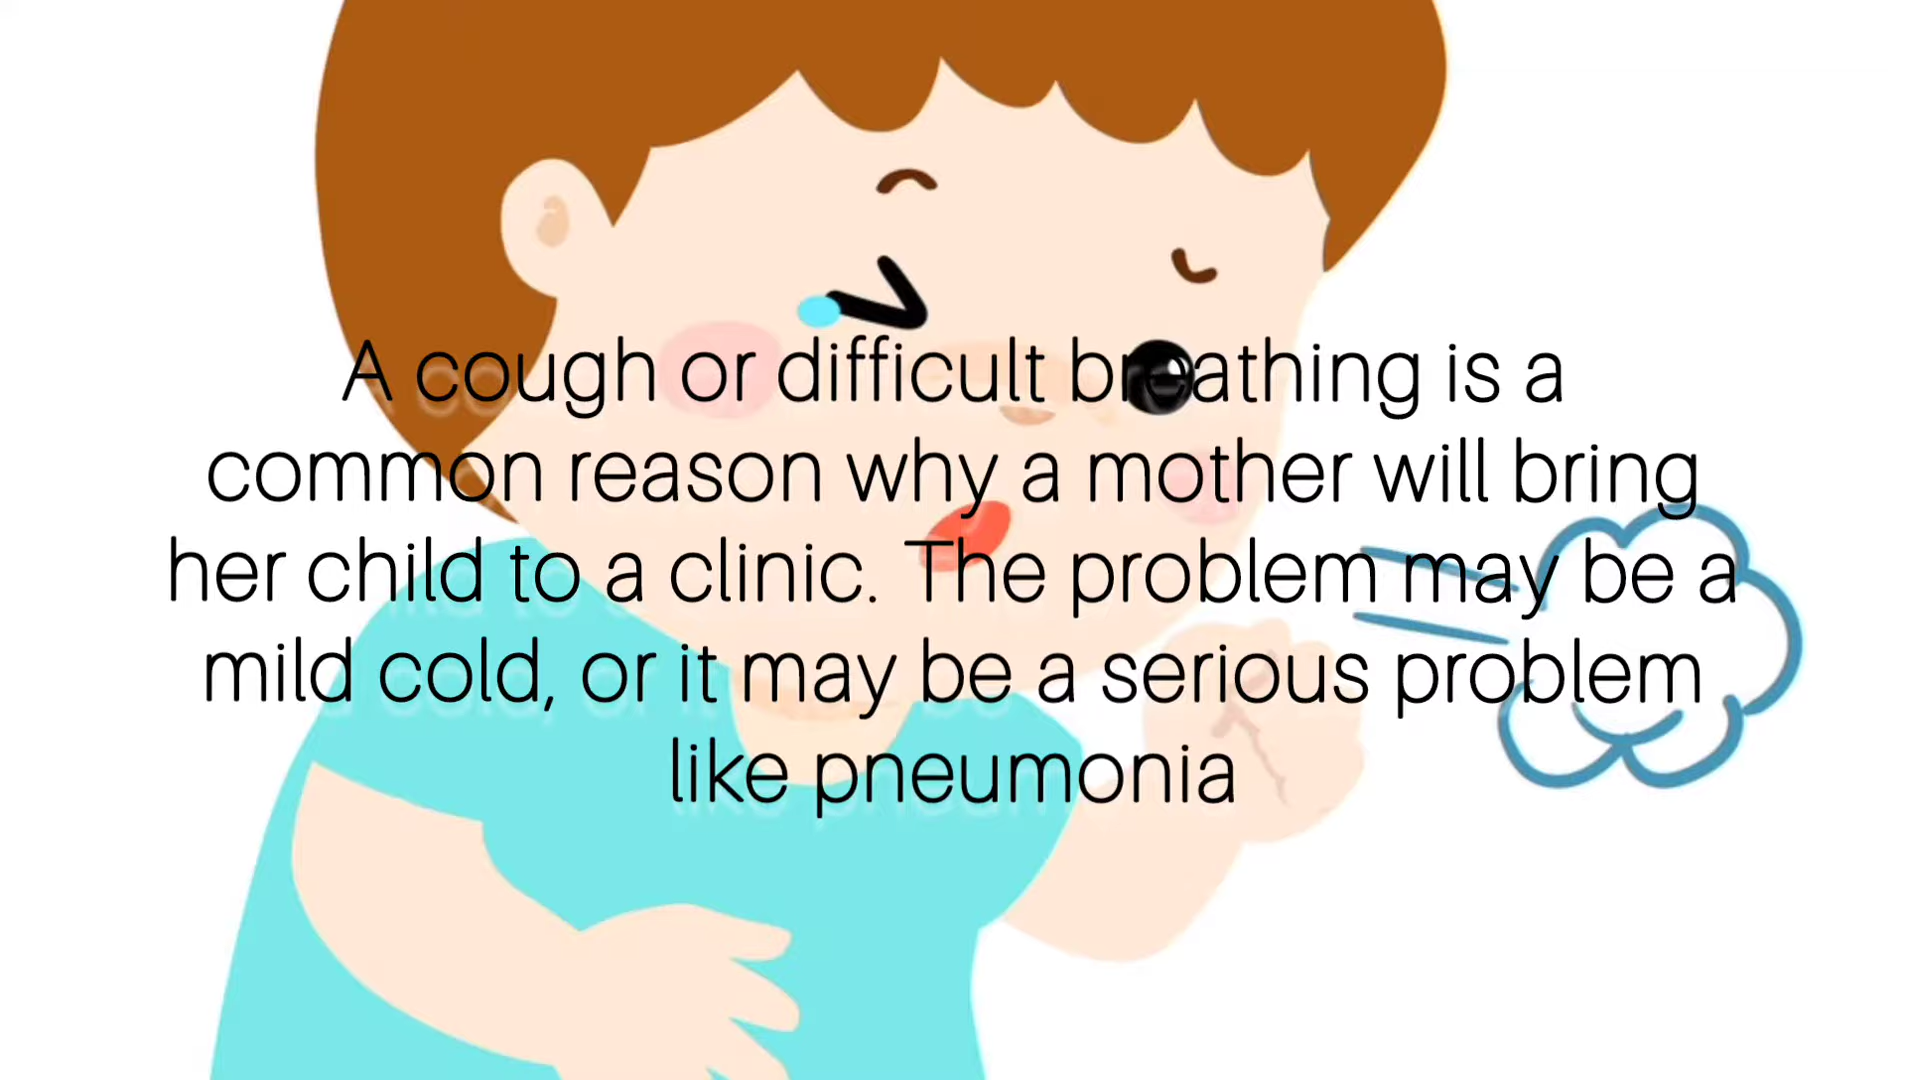 A cough or difficult breathing is a
common reason why a mother will bring
her child to a clinic. The problem may be a
mild cold, or it may be a serious problem
like pneumonia